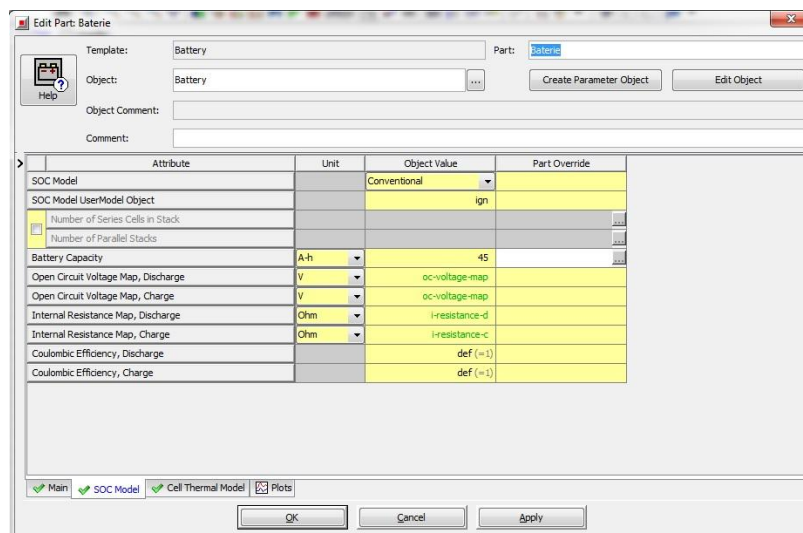 Edit Part: Baterie
Template: Battery Part: Baterie
Help
Object: Battery ... Create Parameter Object Edit Object
Object Comment:
Comment:
Attribute Unit Object Value Part Override
SOC Model Conventional
SOC Model UserModel Object ign
Number of Series Cells in Stack ...
Number of Parallel Stacks ...
Battery Capacity A-h 45 ...
Open Circuit Voltage Map, Discharge V oc-voltage-map
Open Circuit Voltage Map, Charge V oc-voltage-map
Internal Resistance Map, Discharge Ohm i-resistance-d
Internal Resistance Map, Charge Ohm i-resistance-c
Coulombic Efficiency, Discharge def (=1)
Coulombic Efficiency, Charge def (=1)
Main SOC Model Cell Thermal Model Plots
OK Cancel Apply